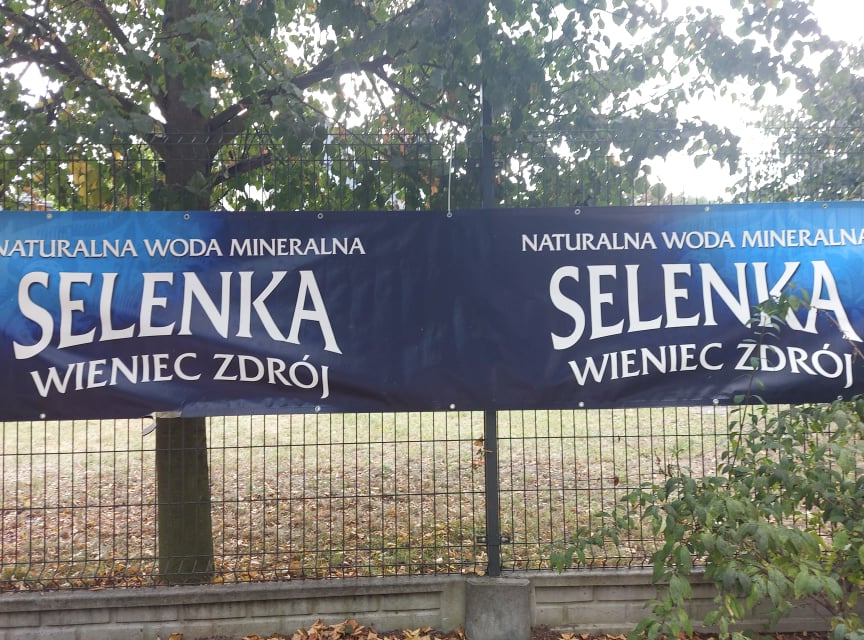 NATURALNA WODA MINERALNA
SELENKA
WIENIEC ZDRÓJ
NATURALNA WODA MINERALNA
SELENKA
WIENIEC ZDRÓJ